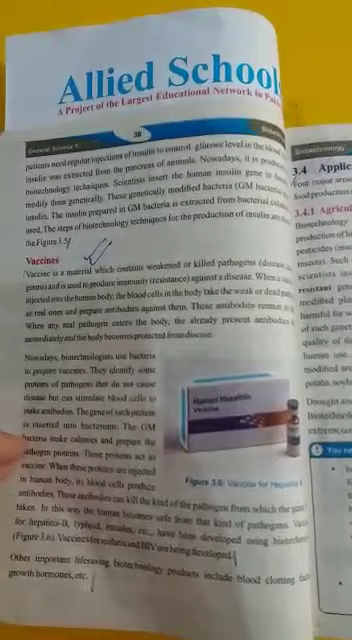 Allied School
A Project of the Largest Educational Network in
General Science 7
38
patients need regular injections of insulin to control glucose level in the blood
insulin was extracted from the pancreas of animals. Nowadays, it is
biotechnology techniques. Scientists insert the human insulin gene in
modify them genetically. These genetically modified bacteria (GM bacteria
insulin. The insulin prepared in GM bacteria is extracted from bacterial
used. The steps of biotechnology techniques for the production of insulin are
the Figure 3.5
Vaccines
Vaccine is a material which contains weakened or killed pathogens (disease
germs) and is used to produce immunity (resistance) against a disease. When a
injected into the human body, the blood cells in the body take the weak or dead
as real ones and prepare antibodies against them. These antibodies remain in
When any real pathogen enters the body, the already present antibodies
immediately and the body becomes protected from disease.
Nowadays, biotechnologists use bacteria
to prepare vaccines. They identify some
proteins of pathogens that do not cause
disease but can stimulate blood cells to
make antibodies. The gene of such protein
is inserted into bacterium. The GM
bacteria make colonies and prepare the
pathogen proteins. These proteins act as
vaccine. When these proteins are injected
in human body, its blood cells produce
antibodies. These antibodies can kill the kind of the pathogen from which the gene
taken. In this way the human becomes safe from that kind of pathogens.
for hepatitis-B, typhoid, measles, etc., have been developed using
(Figure 3.6). Vaccines for malaria and HIV are being developed.
Other important lifesaving biotechnology products include blood clotting
growth hormones, etc.
Vaccine
Figure 3.6: Vaccine for Hepatitis
Biotechnology
3.4 Applic
Four major areas
food production
3.4.1 Agricul
Biotechnology
production of
pesticides (
insects). Such
scientists
resistant
modified
harmful
of such
quality of
human use
modified
potato,
Drought
extreme
You